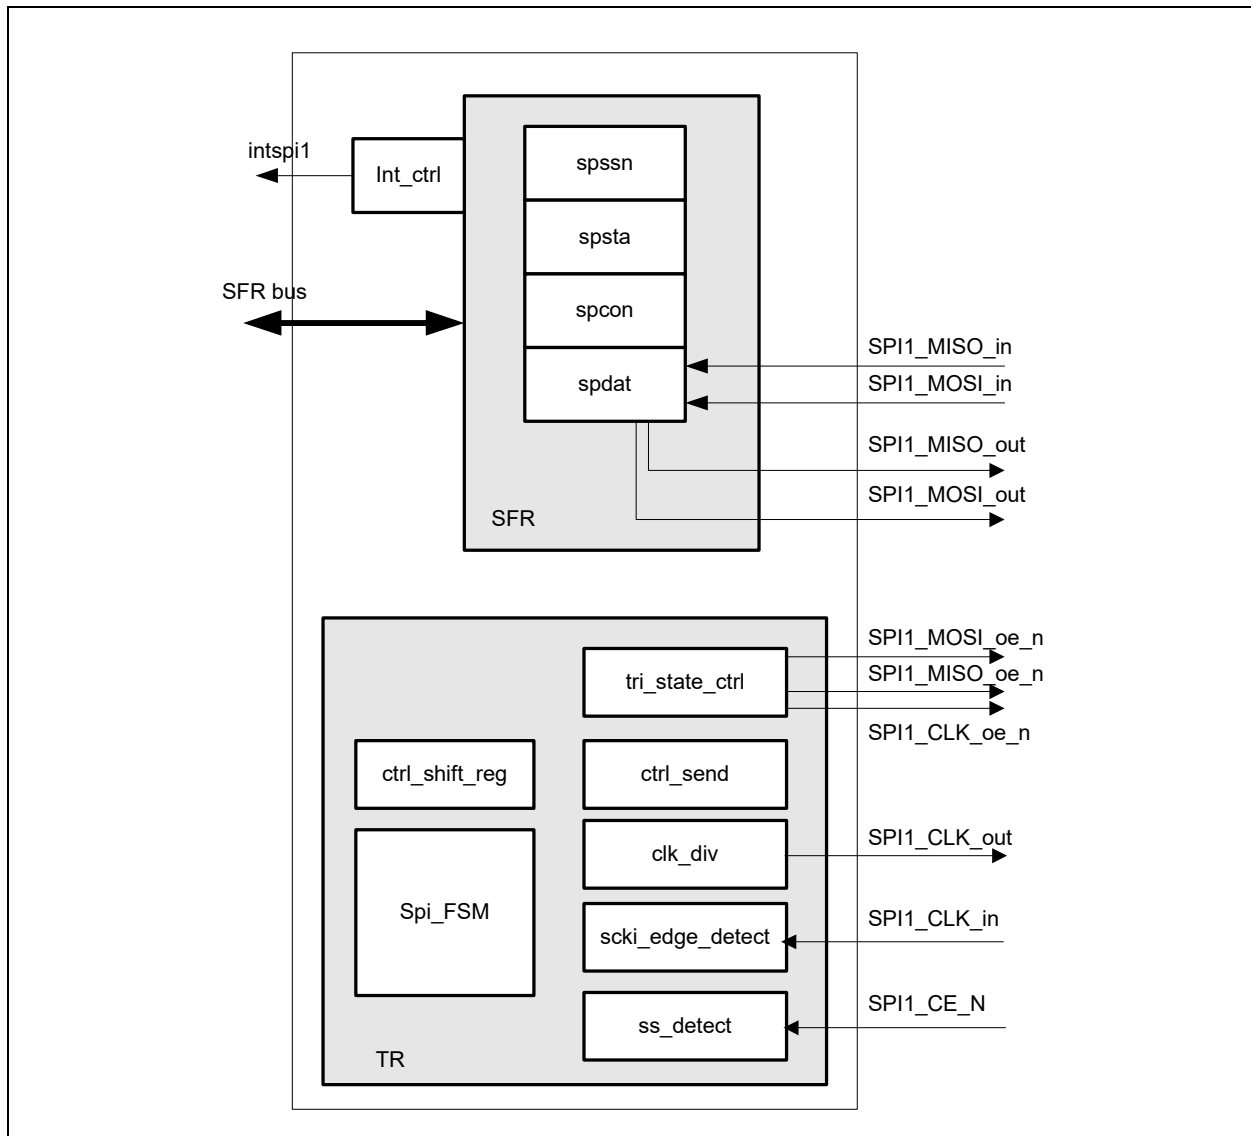 spssn
intspi1
Int_ctrl
spsta
SFR bus
spcon
SPI1_MISO_in
spdat
SPI1_MOSI_in
SPI1_MISO_out
SPI1_MOSI_out
SFR
SPI1_MOSI_oe_n
tri_state_ctrl
SPI1_MISO_oe_n
SPI1_CLK_oe_n
ctrl_shift_reg
ctrl_send
SPI1_CLK_out
clk_div
Spi_FSM
SPI1_CLK_in
scki_edge_detect
SPI1_CE_N
ss_detect
TR